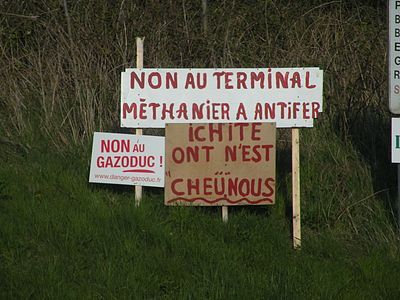 NON AU TERMINAL
MÉTHANIER A ANTIFER
NON AU
GAZODUC !
www.danger-gazoduc.fr
ICHITE
ONT N'EST
"CHEÜNOUS
P
B
B
E
G
R
S